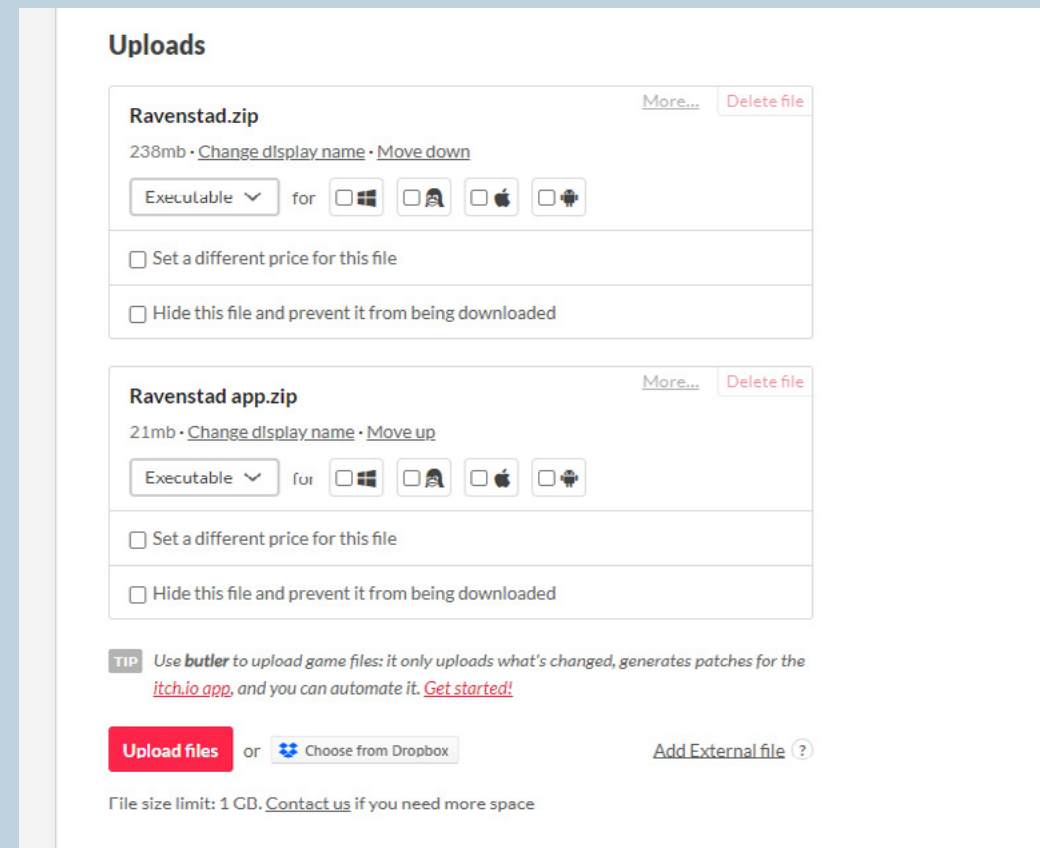 Uploads
More... Delete file
Ravenstad.zip
238mb · Change display name · Move down
Executable for
Set a different price for this file
Hide this file and prevent it from being downloaded
More... Delete file
Ravenstad app.zip
21mb · Change display name · Move up
Executable for
Set a different price for this file
Hide this file and prevent it from being downloaded
TIP Use butler to upload game files: it only uploads what's changed, generates patches for the
itch.io app, and you can automate it. Get started!
Upload files or Choose from Dropbox Add External file ?
File size limit: 1 GB. Contact us if you need more space